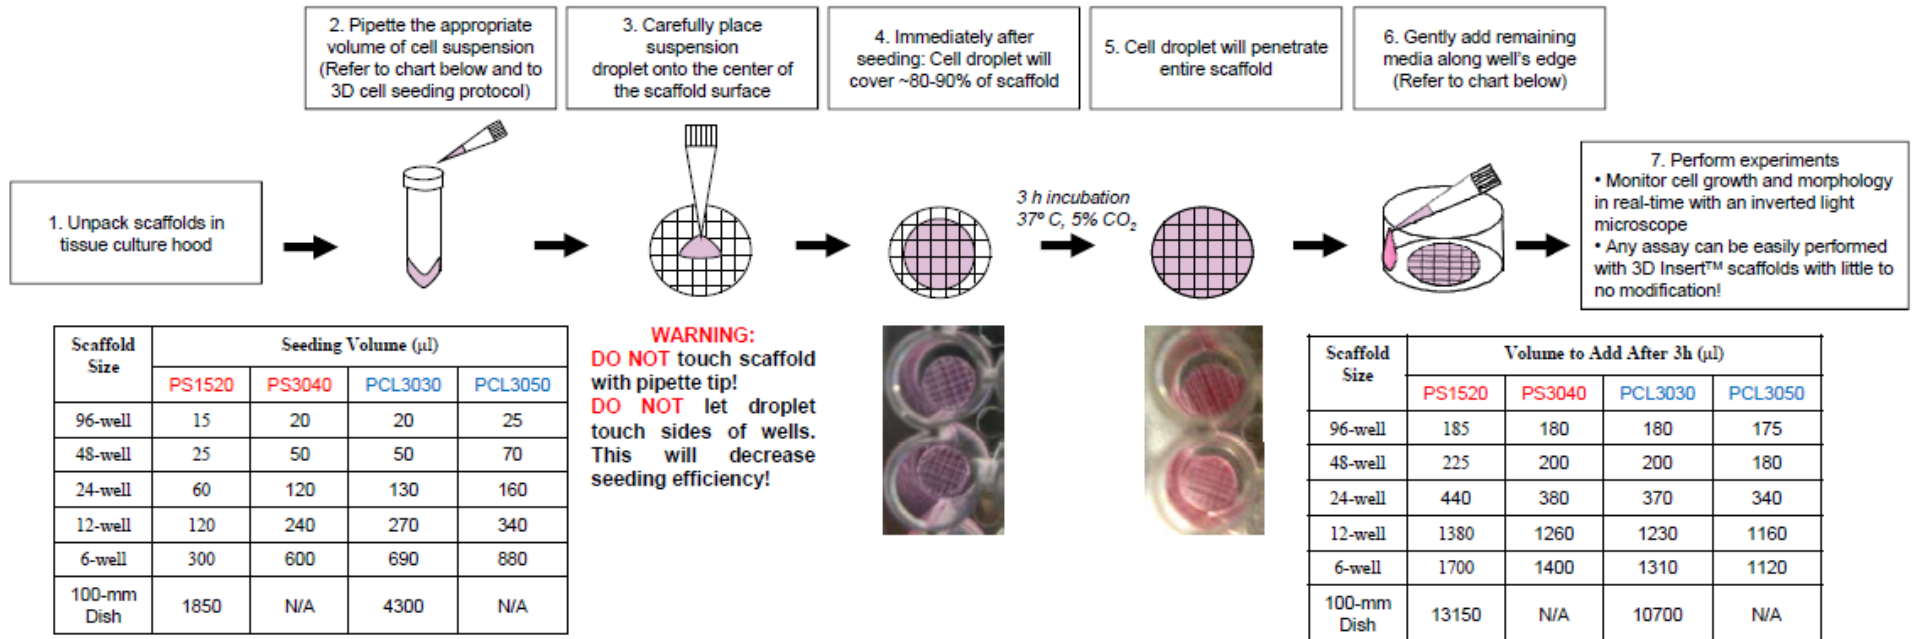 1. Unpack scaffolds in
tissue culture hood
2. Pipette the appropriate
volume of cell suspension
(Refer to chart below and to
3D cell seeding protocol)
3. Carefully place
suspension
droplet onto the center of
the scaffold surface
4. Immediately after
seeding: Cell droplet will
cover ~80-90% of scaffold
3 h incubation
37º C, 5% CO₂
5. Cell droplet will penetrate
entire scaffold
6. Gently add remaining
media along well's edge
(Refer to chart below)
7. Perform experiments
• Monitor cell growth and morphology
in real-time with an inverted light
microscope
• Any assay can be easily performed
with 3D Insert™ scaffolds with little to
no modification!
Scaffold
Size
Seeding Volume (µl)
PS1520 PS3040 PCL3030 PCL3050
96-well 15 20 20 25
48-well 25 50 50 70
24-well 60 120 130 160
12-well 120 240 270 340
6-well 300 600 690 880
100-mm
Dish
1850 N/A 4300 N/A
WARNING:
DO NOT touch scaffold
with pipette tip!
DO NOT let droplet
touch sides of wells.
This will decrease
seeding efficiency!
Scaffold
Size
Volume to Add After 3h (µl)
PS1520 PS3040 PCL3030 PCL3050
96-well 185 180 180 175
48-well 225 200 200 180
24-well 440 380 370 340
12-well 1380 1260 1230 1160
6-well 1700 1400 1310 1120
100-mm
Dish
13150 N/A 10700 N/A